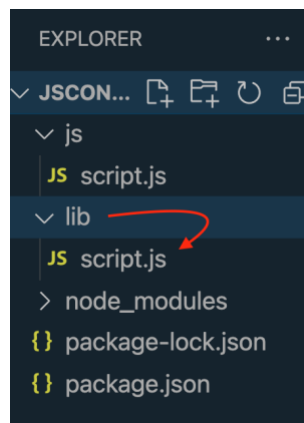 EXPLORER ...
JSCON...
js
JS script.js
lib
JS script.js
node_modules
{} package-lock.json
{} package.json